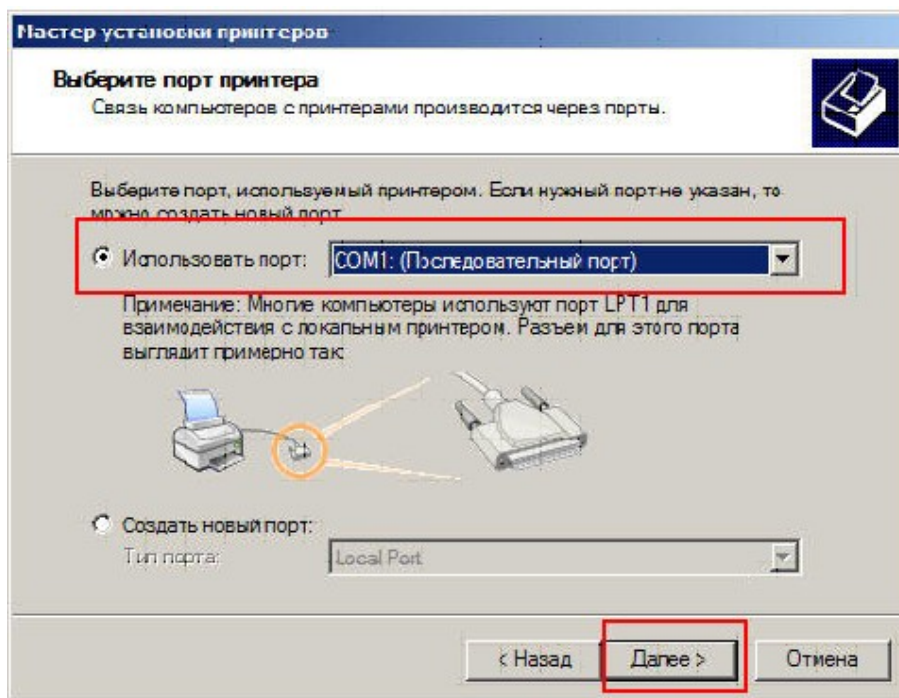 Мастер установки принтеров
Выберите порт принтера
Связь компьютеров с принтерами производится через порты.
Выберите порт, используемый принтером. Если нужный порт не указан, то
можно создать новый порт.
Использовать порт: COM1: (Последовательный порт)
Примечание: Многие компьютеры используют порт LPT1 для
взаимодействия с локальным принтером. Разъем для этого порта
выглядит примерно так:
Создать новый порт:
Тип порта: Local Port
< Назад Далее > Отмена